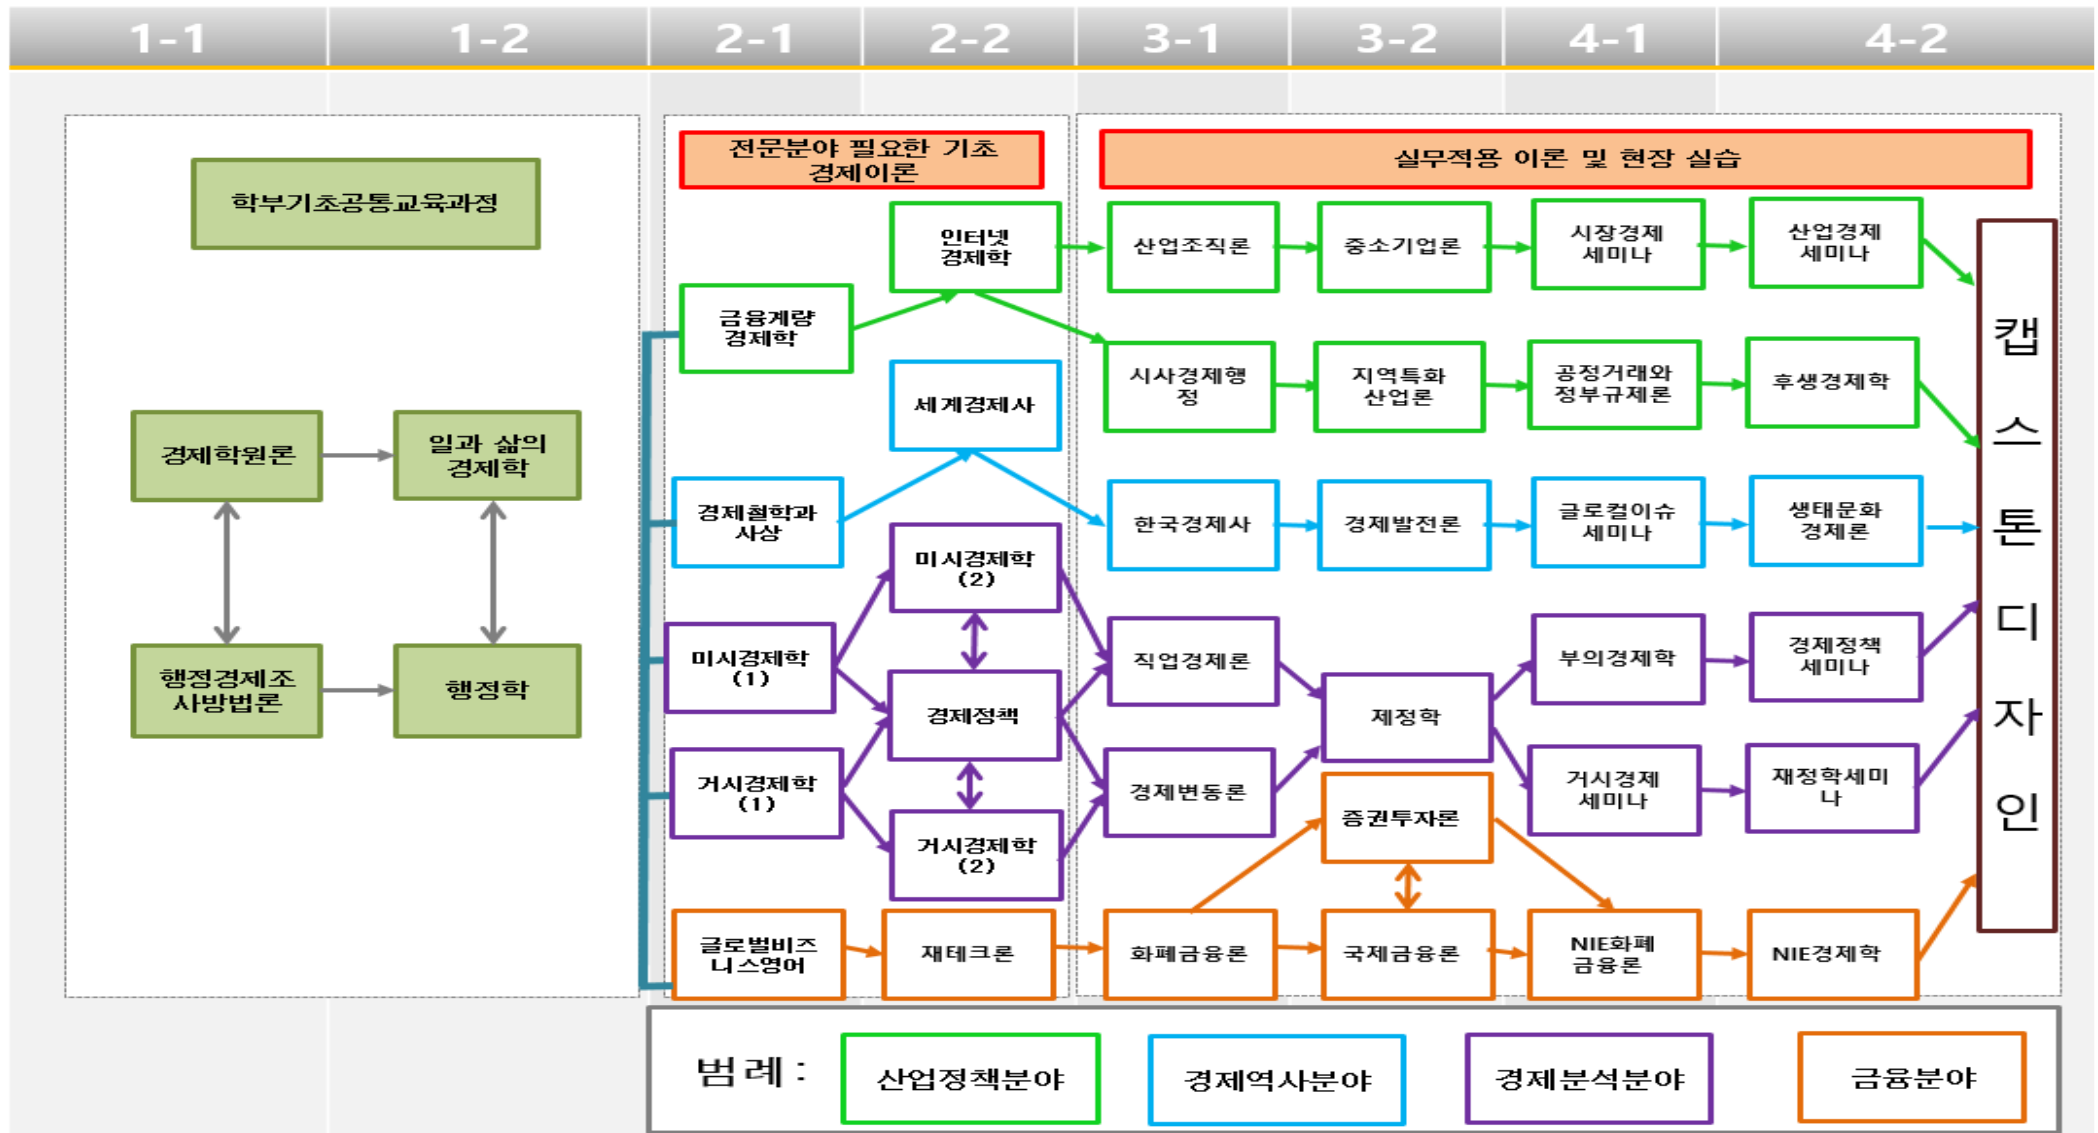 1-1
1-2
2-1
2-2
3-1
3-2
4-1
4-2
학부기초공통교육과정
경제학원론
일과 삶의
경제학
행정경제조
사방법론
행정학
전문분야 필요한 기초
경제이론
실무적용 이론 및 현장 실습
인터넷
경제학
산업조직론
중소기업론
시장경제
세미나
산업경제
세미나
금융계량
경제학
시사경제행
정
지역특화
산업론
공정거래와
정부규제론
후생경제학
세계경제사
경제철학과
사상
한국경제사
경제발전론
글로컬이슈
세미나
생태문화
경제론
미시경제학
(2)
미시경제학
(1)
직업경제론
부의경제학
경제정책
세미나
경제정책
제정학
거시경제학
(1)
경제변동론
거시경제
세미나
재정학세미
나
거시경제학
(2)
증권투자론
글로벌비즈
니스영어
재테크론
화폐금융론
국제금융론
NIE화폐
금융론
NIE경제학
캡
스
톤
디
자
인
범례 :
산업정책분야
경제역사분야
경제분석분야
금융분야